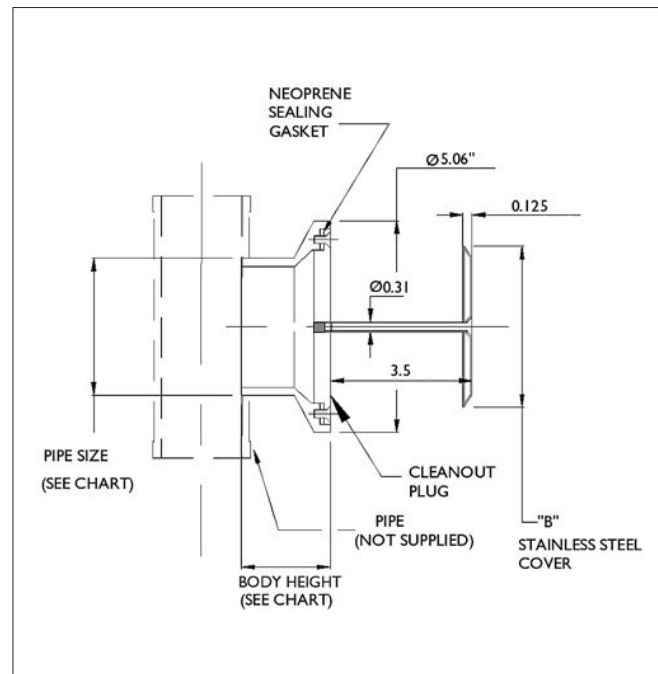 NEOPRENE
SEALING
GASKET
Ø5.06"
0.125
Ø0.31
3.5
PIPE SIZE
(SEE CHART)
CLEANOUT
PLUG
PIPE
(NOT SUPPLIED)
"B"
STAINLESS STEEL
COVER
BODY HEIGHT
(SEE CHART)